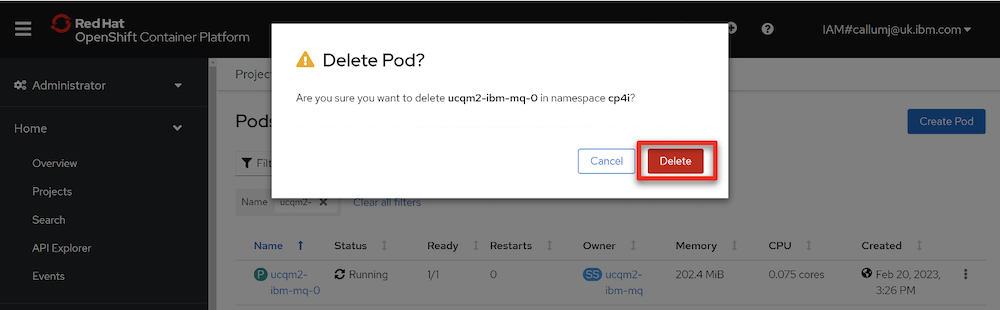 Red Hat
OpenShift Container Platform
IAM#callumj@uk.ibm.com
Administrator
Home
Overview
Projects
Search
API Explorer
Events
Delete Pod?
Are you sure you want to delete ucqm2-ibm-mq-0 in namespace cp4i?
Cancel
Delete
Projec
Pods
Create Pod
Filt
Name ucqm2- Clear all filters
Name Status Ready Restarts Owner Memory CPU Created
P ucqm2-ibm-mq-0 Running 1/1 0 SS ucqm2-ibm-mq 202.4 MiB 0.075 cores Feb 20, 2023, 3:26 PM